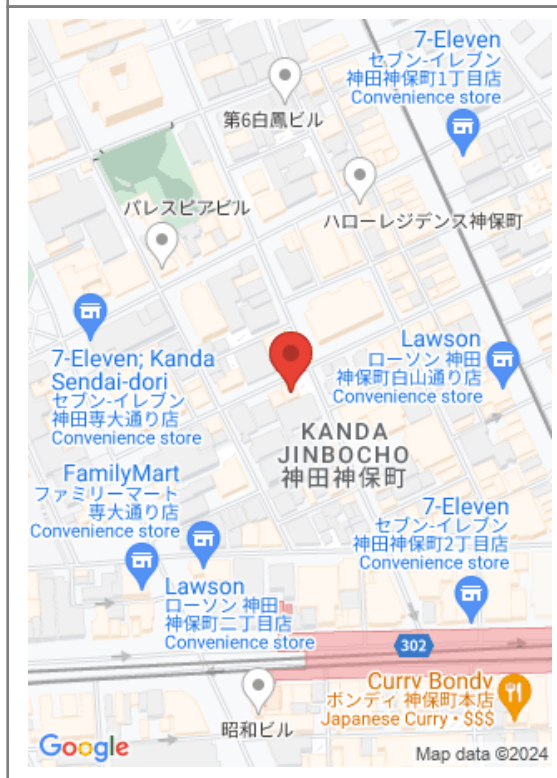 7-Eleven
セブン-イレブン
神田神保町1丁目店
Convenience store
第6白鳳ビル
パレスピアビル
ハローレジデンス神保町
7-Eleven; Kanda
Sendai-dori
セブン-イレブン
神田専大通り店
Convenience store
Lawson
ローソン 神田
神保町白山通り店
Convenience store
KANDA
JINBOCHO
神田神保町
FamilyMart
ファミリーマート
専大通り店
Convenience store
7-Eleven
セブン-イレブン
神田神保町2丁目店
Convenience store
Lawson
ローソン 神田
神保町二丁目店
Convenience store
302
Curry Bondy
ボンディ 神保町本店
Japanese Curry • $$$
昭和ビル
Google
Map data ©2024